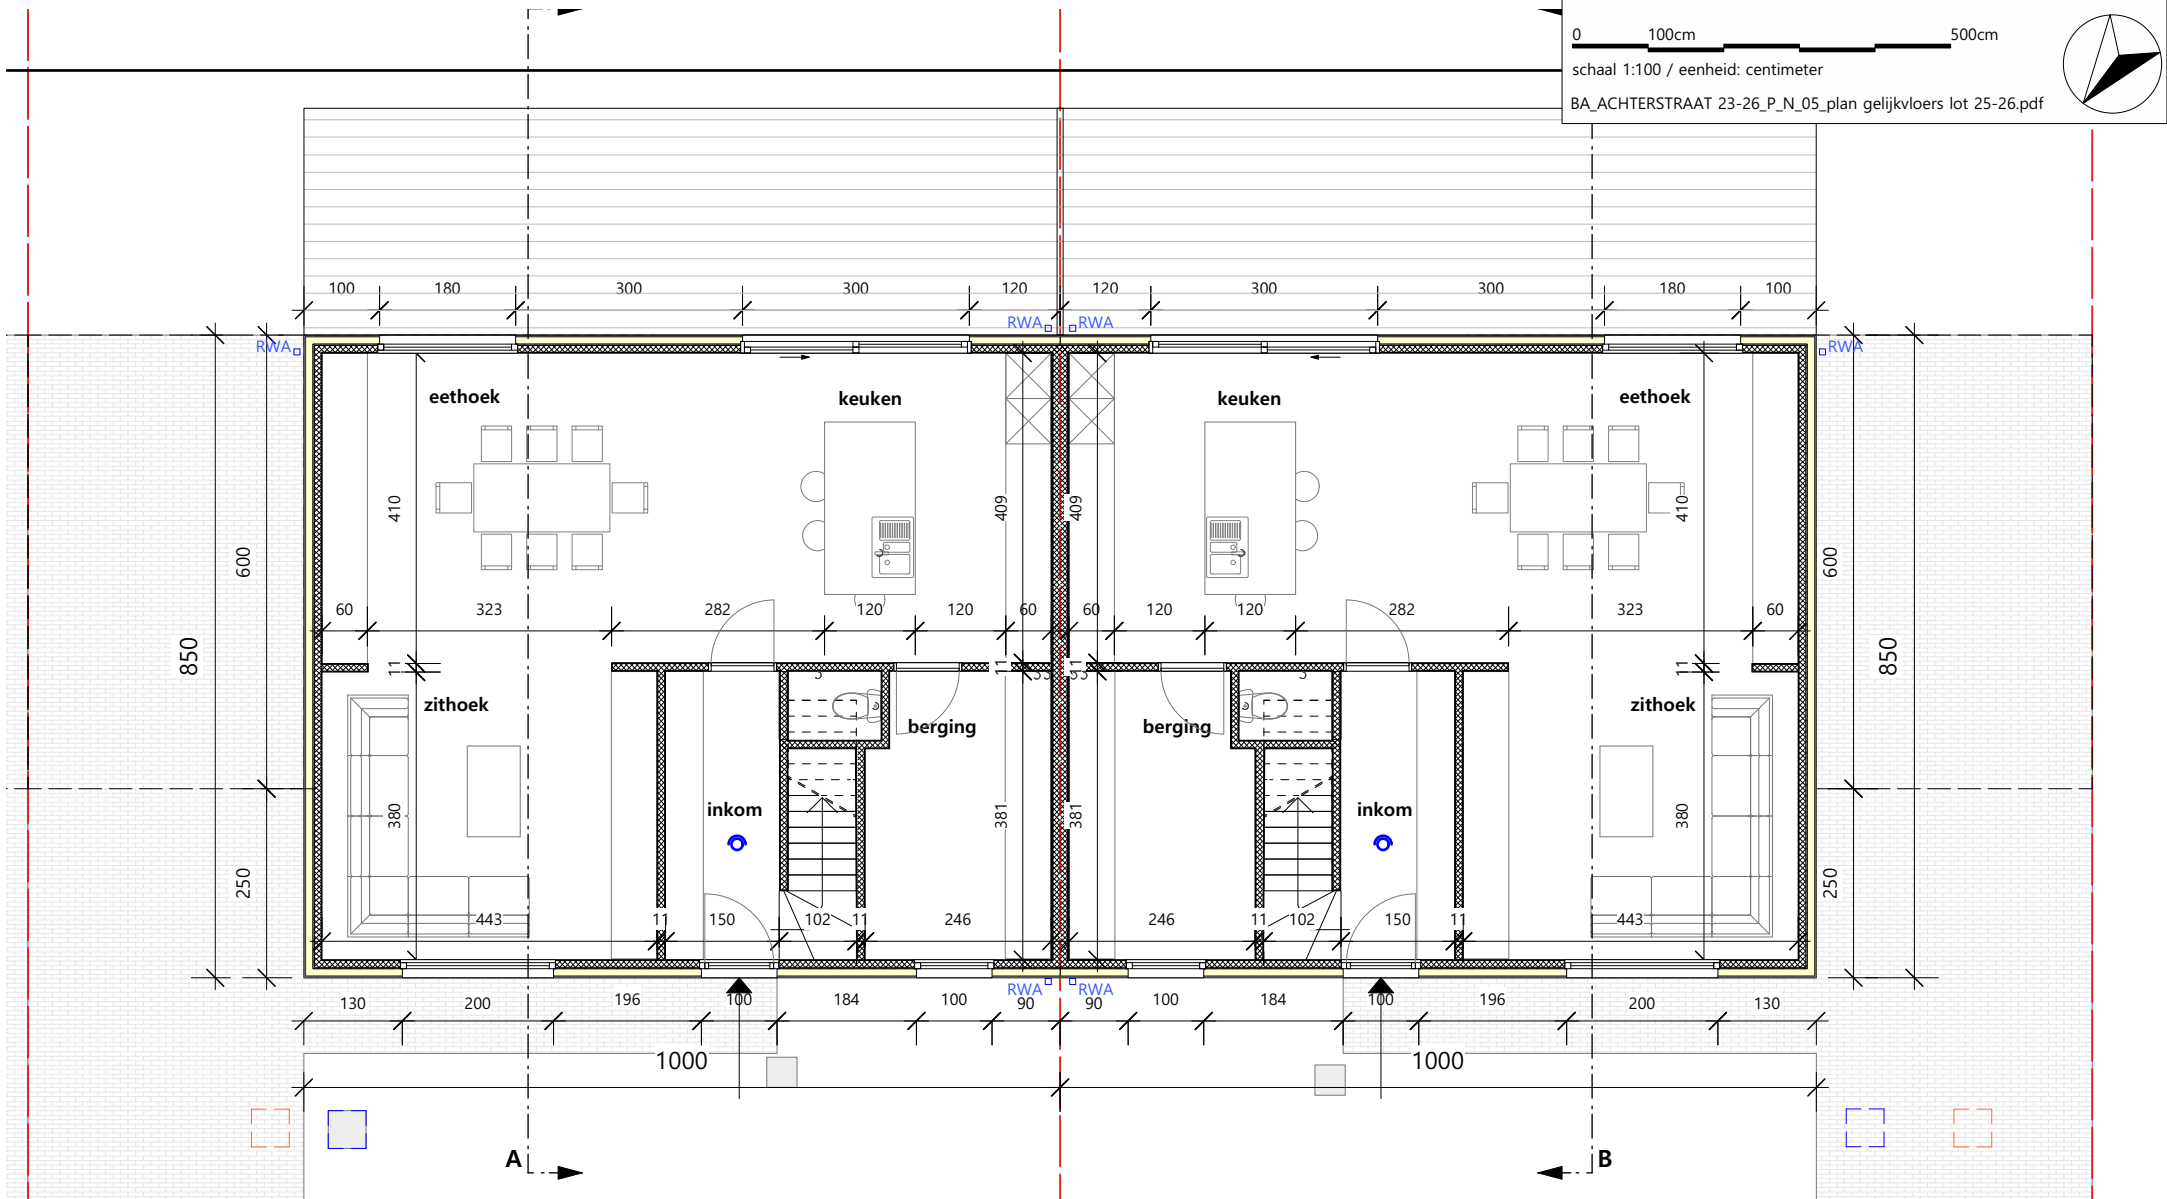 0 100cm 500cm
schaal 1:100 / eenheid: centimeter
BA_ACHTERSTRAAT 23-26_P_N_05_plan gelijkvloers lot 25-26.pdf
100 180 300 300 120 120 300 300 180 100
RWA RWA
RWA RWA
eethoek keuken keuken eethoek
410 409 409 410
600 600
60 323 282 120 120 60 60 120 120 282 323 60
850 850
11 11 11 11
53 53
zithoek berging berging zithoek
inkom inkom
380 381 381 380
250 250
443 11 150 102 11 246 246 11 102 150 11 443
RWA RWA
130 200 196 100 184 100 90 90 100 184 100 196 200 130
1000 1000
A B